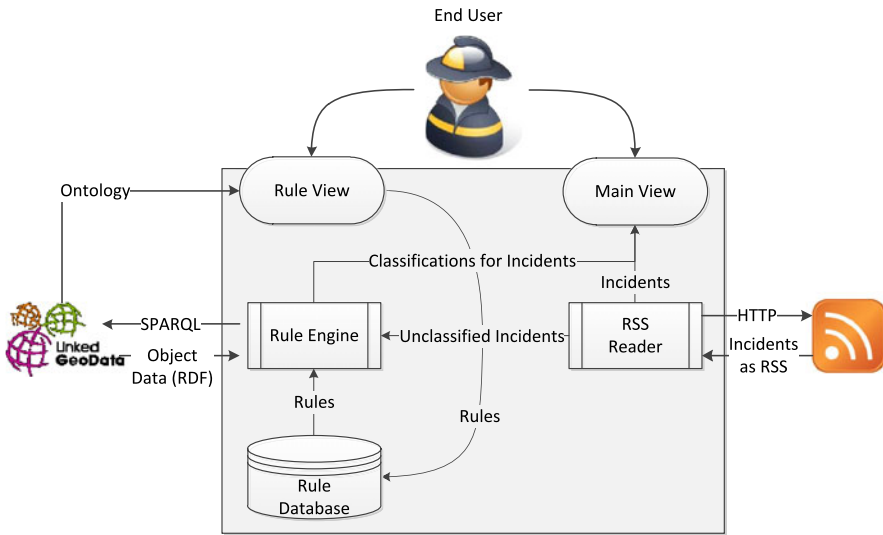 End User
Ontology
Rule View
Main View
Classifications for Incidents
Incidents
SPARQL
Rule Engine
Unclassified Incidents
RSS
Reader
HTTP
Linked
GeoData
Object
Data (RDF)
Incidents
as RSS
Rules
Rules
Rule
Database